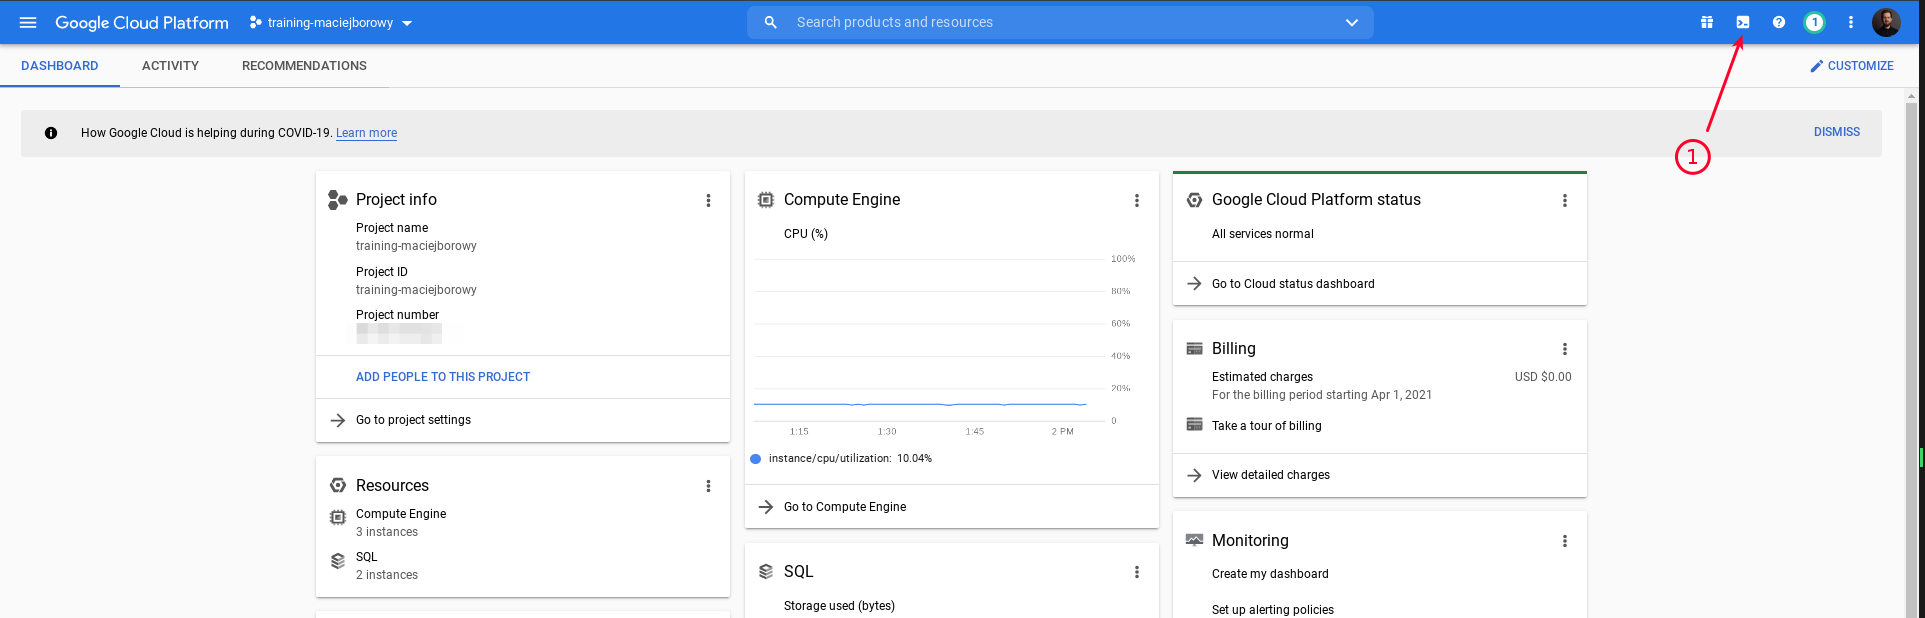 Google Cloud Platform
training-maciejborowy
Search products and resources
1
DASHBOARD
ACTIVITY
RECOMMENDATIONS
CUSTOMIZE
How Google Cloud is helping during COVID-19. Learn more
DISMISS
1
Project info
Project name
training-maciejborowy
Project ID
training-maciejborowy
Project number
ADD PEOPLE TO THIS PROJECT
Go to project settings
Resources
Compute Engine
3 instances
SQL
2 instances
Compute Engine
CPU (%)
100%
80%
60%
40%
20%
0
1:15
1:30
1:45
2 PM
instance/cpu/utilization: 10.04%
Go to Compute Engine
SQL
Storage used (bytes)
Google Cloud Platform status
All services normal
Go to Cloud status dashboard
Billing
Estimated charges
USD $0.00
For the billing period starting Apr 1, 2021
Take a tour of billing
View detailed charges
Monitoring
Create my dashboard
Set up alerting policies